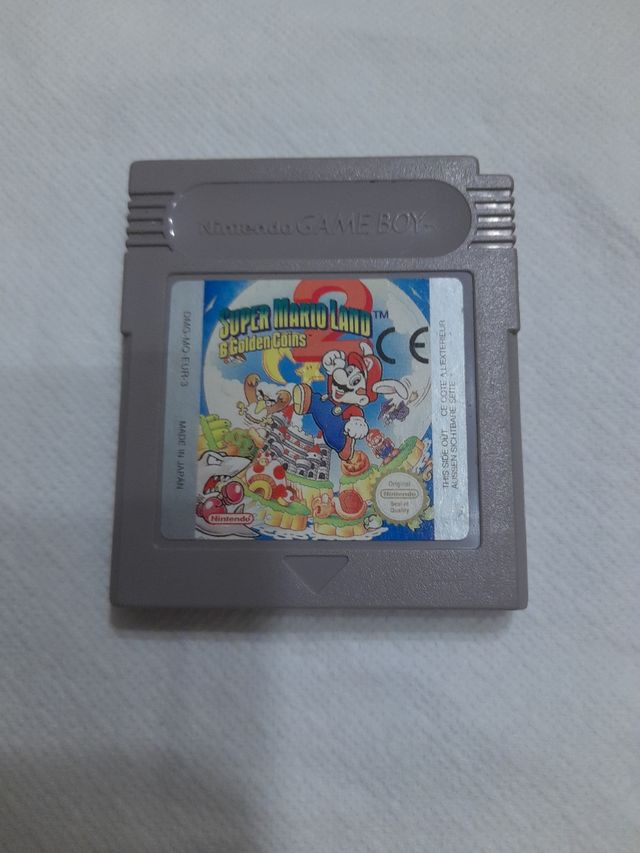 Nintendo GAME BOY TM
SUPER MARIO LAND 2 TM
6 Golden Coins
CE
DMG-MQ-EUR-3
MADE IN JAPAN
THIS SIDE OUT CE COTE A L'EXTERIEUR
AUSSEN SICHTBARE SEITE
Nintendo
Original
Nintendo
Seal of
Quality